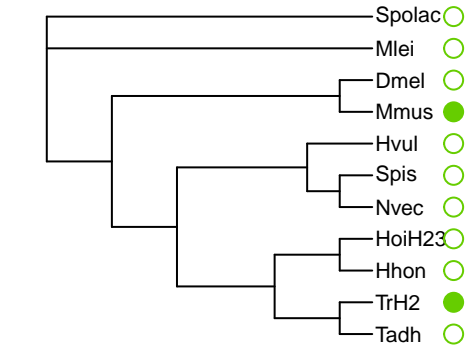 Spolac
Mlei
Dmel
Mmus
Hvul
Spis
Nvec
HoiH23
Hhon
TrH2
Tadh